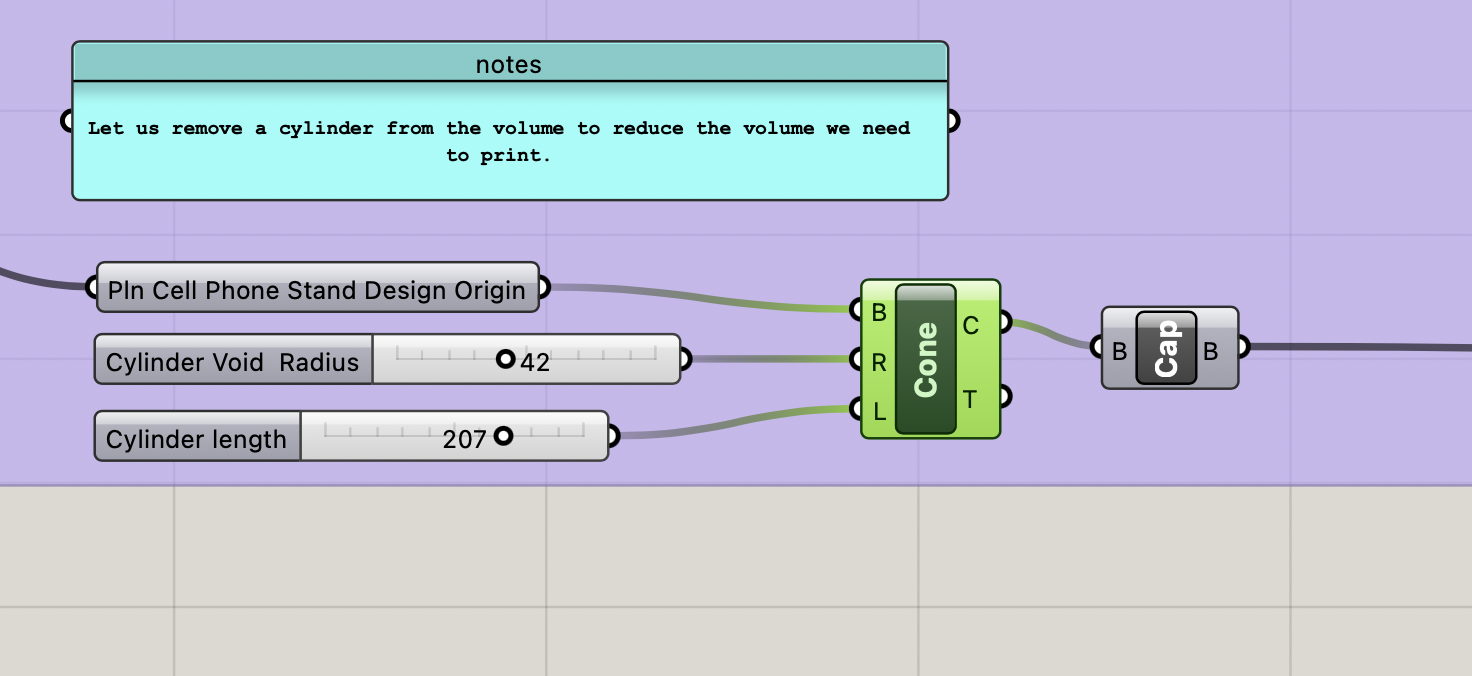 notes
Let us remove a cylinder from the volume to reduce the volume we need
to print.
Pln Cell Phone Stand Design Origin
Cylinder Void  Radius 42
Cylinder length 207
B
R
L
Cone
C
T
B
Cap
B